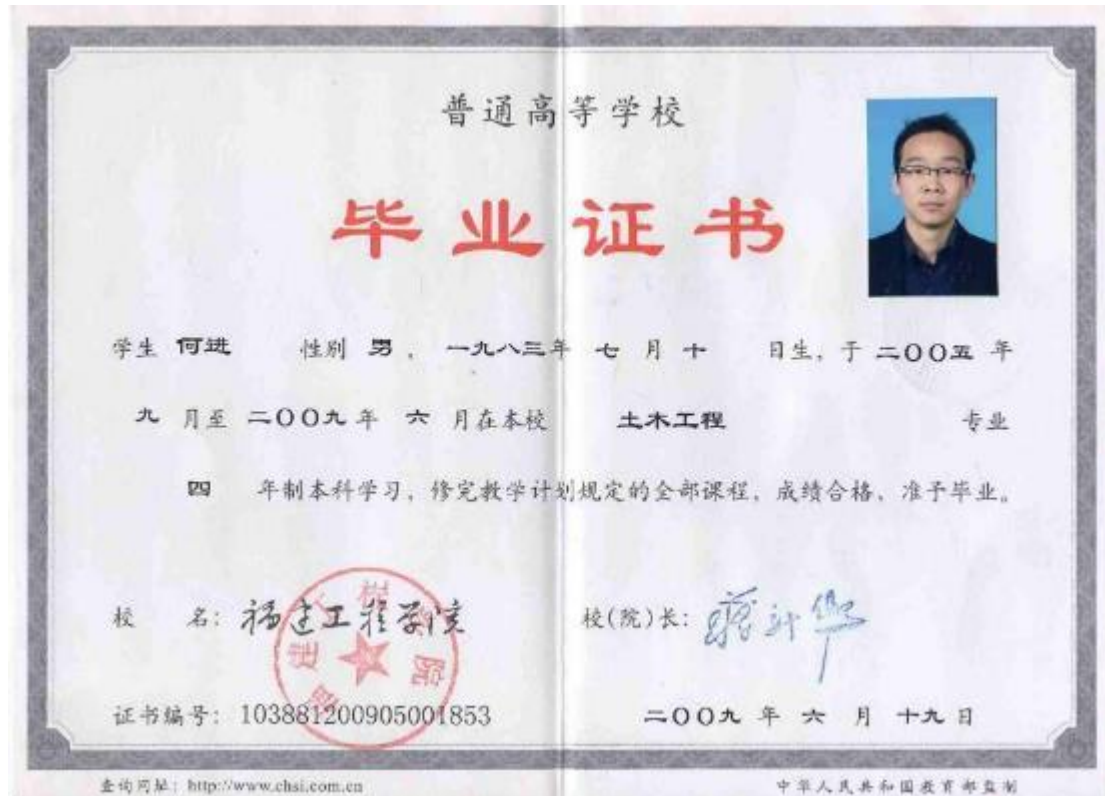 普通高等学校
毕业证书
学生 何进 性别 男，一九八三年 七 月 十 日生，于 二〇〇五 年
九 月至 二〇〇九 年 六 月在本校 土木工程 专业
四 年制本科学习，修完教学计划规定的全部课程，成绩合格，准予毕业。
校 名：福建工程学院
校(院)长：
证书编号：103881200905001853
二〇〇九 年 六 月 十九 日
查询网址：http://www.chsi.com.cn
中华人民共和国教育部监制